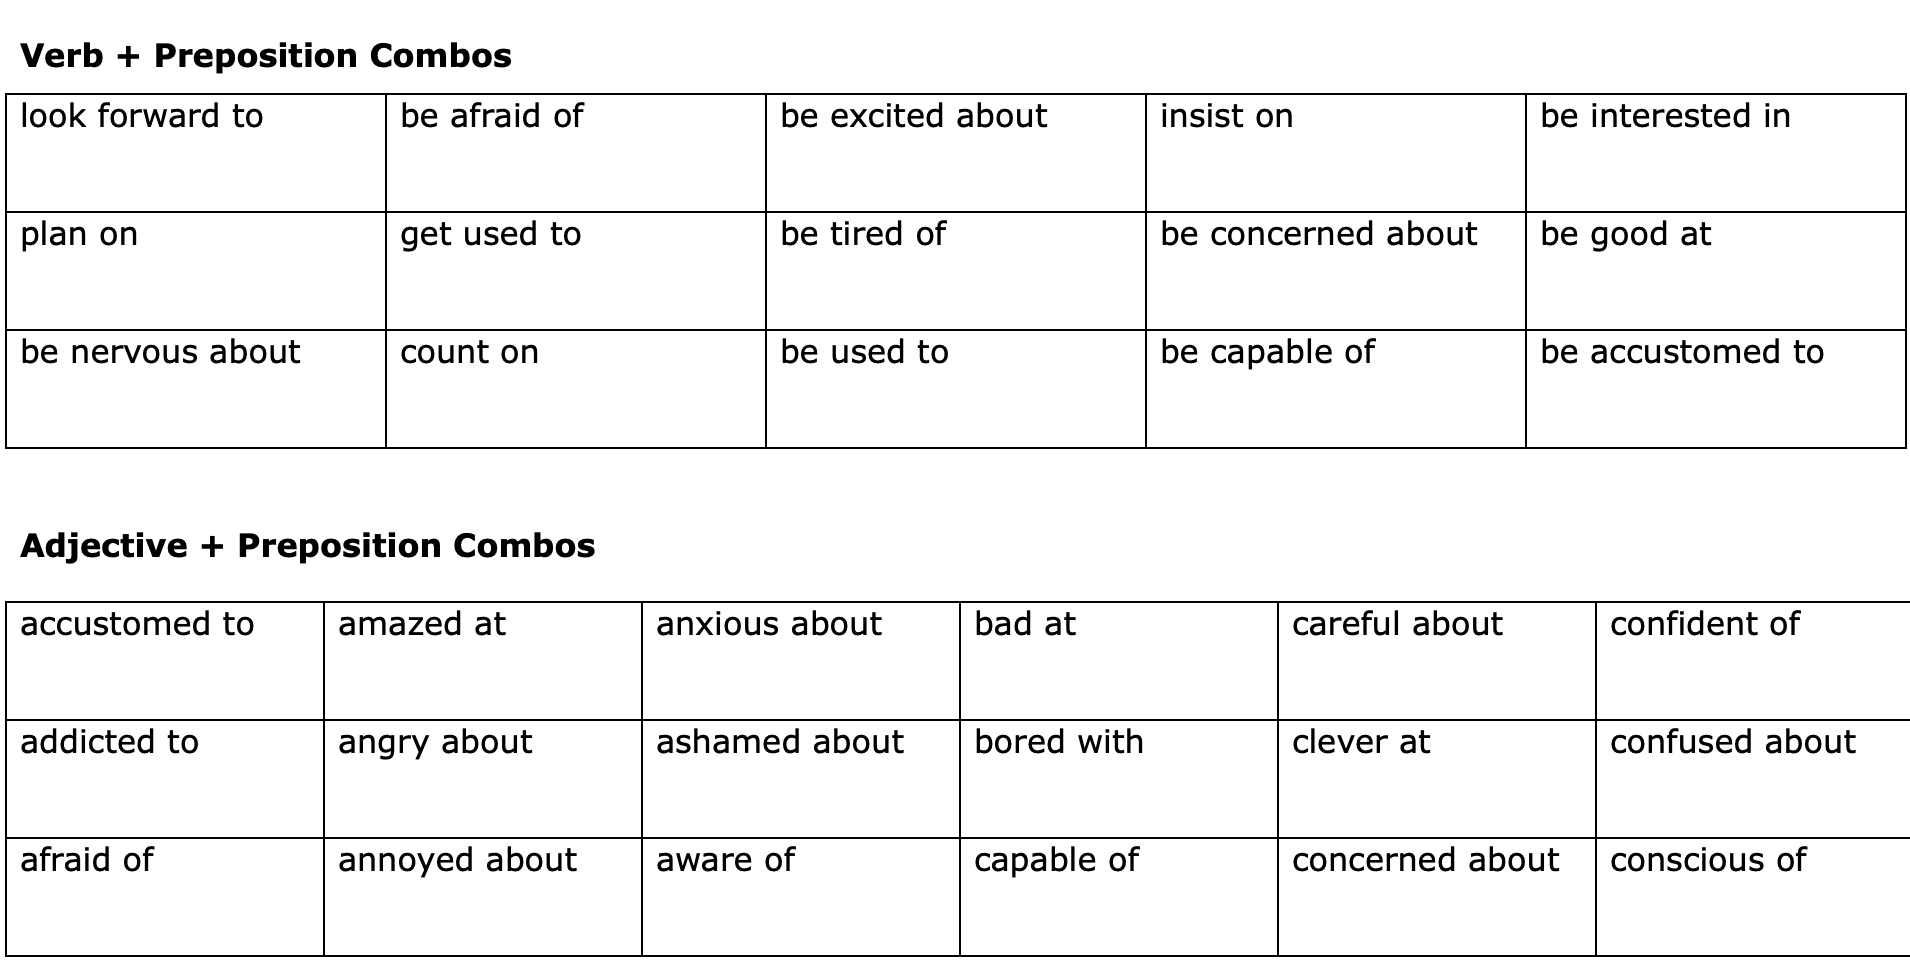 Verb + Preposition Combos
look forward to be afraid of be excited about insist on be interested in
plan on get used to be tired of be concerned about be good at
be nervous about count on be used to be capable of be accustomed to
Adjective + Preposition Combos
accustomed to amazed at anxious about bad at careful about confident of
addicted to angry about ashamed about bored with clever at confused about
afraid of annoyed about aware of capable of concerned about conscious of